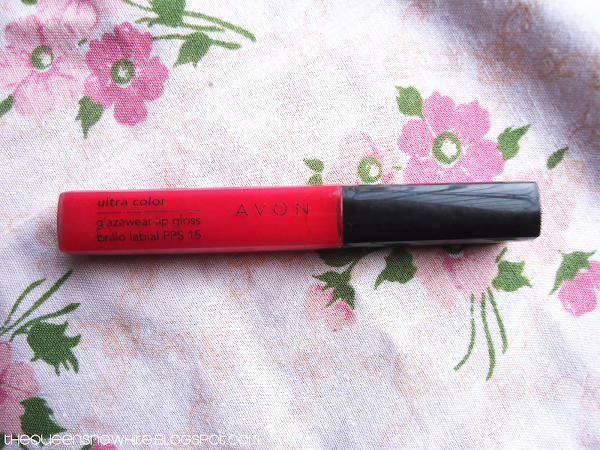 ultra color
AVON
glazewear lip gloss
brillo labial FPS 15
THEQUEENSNOWHITE.BLOGSPOT.COM